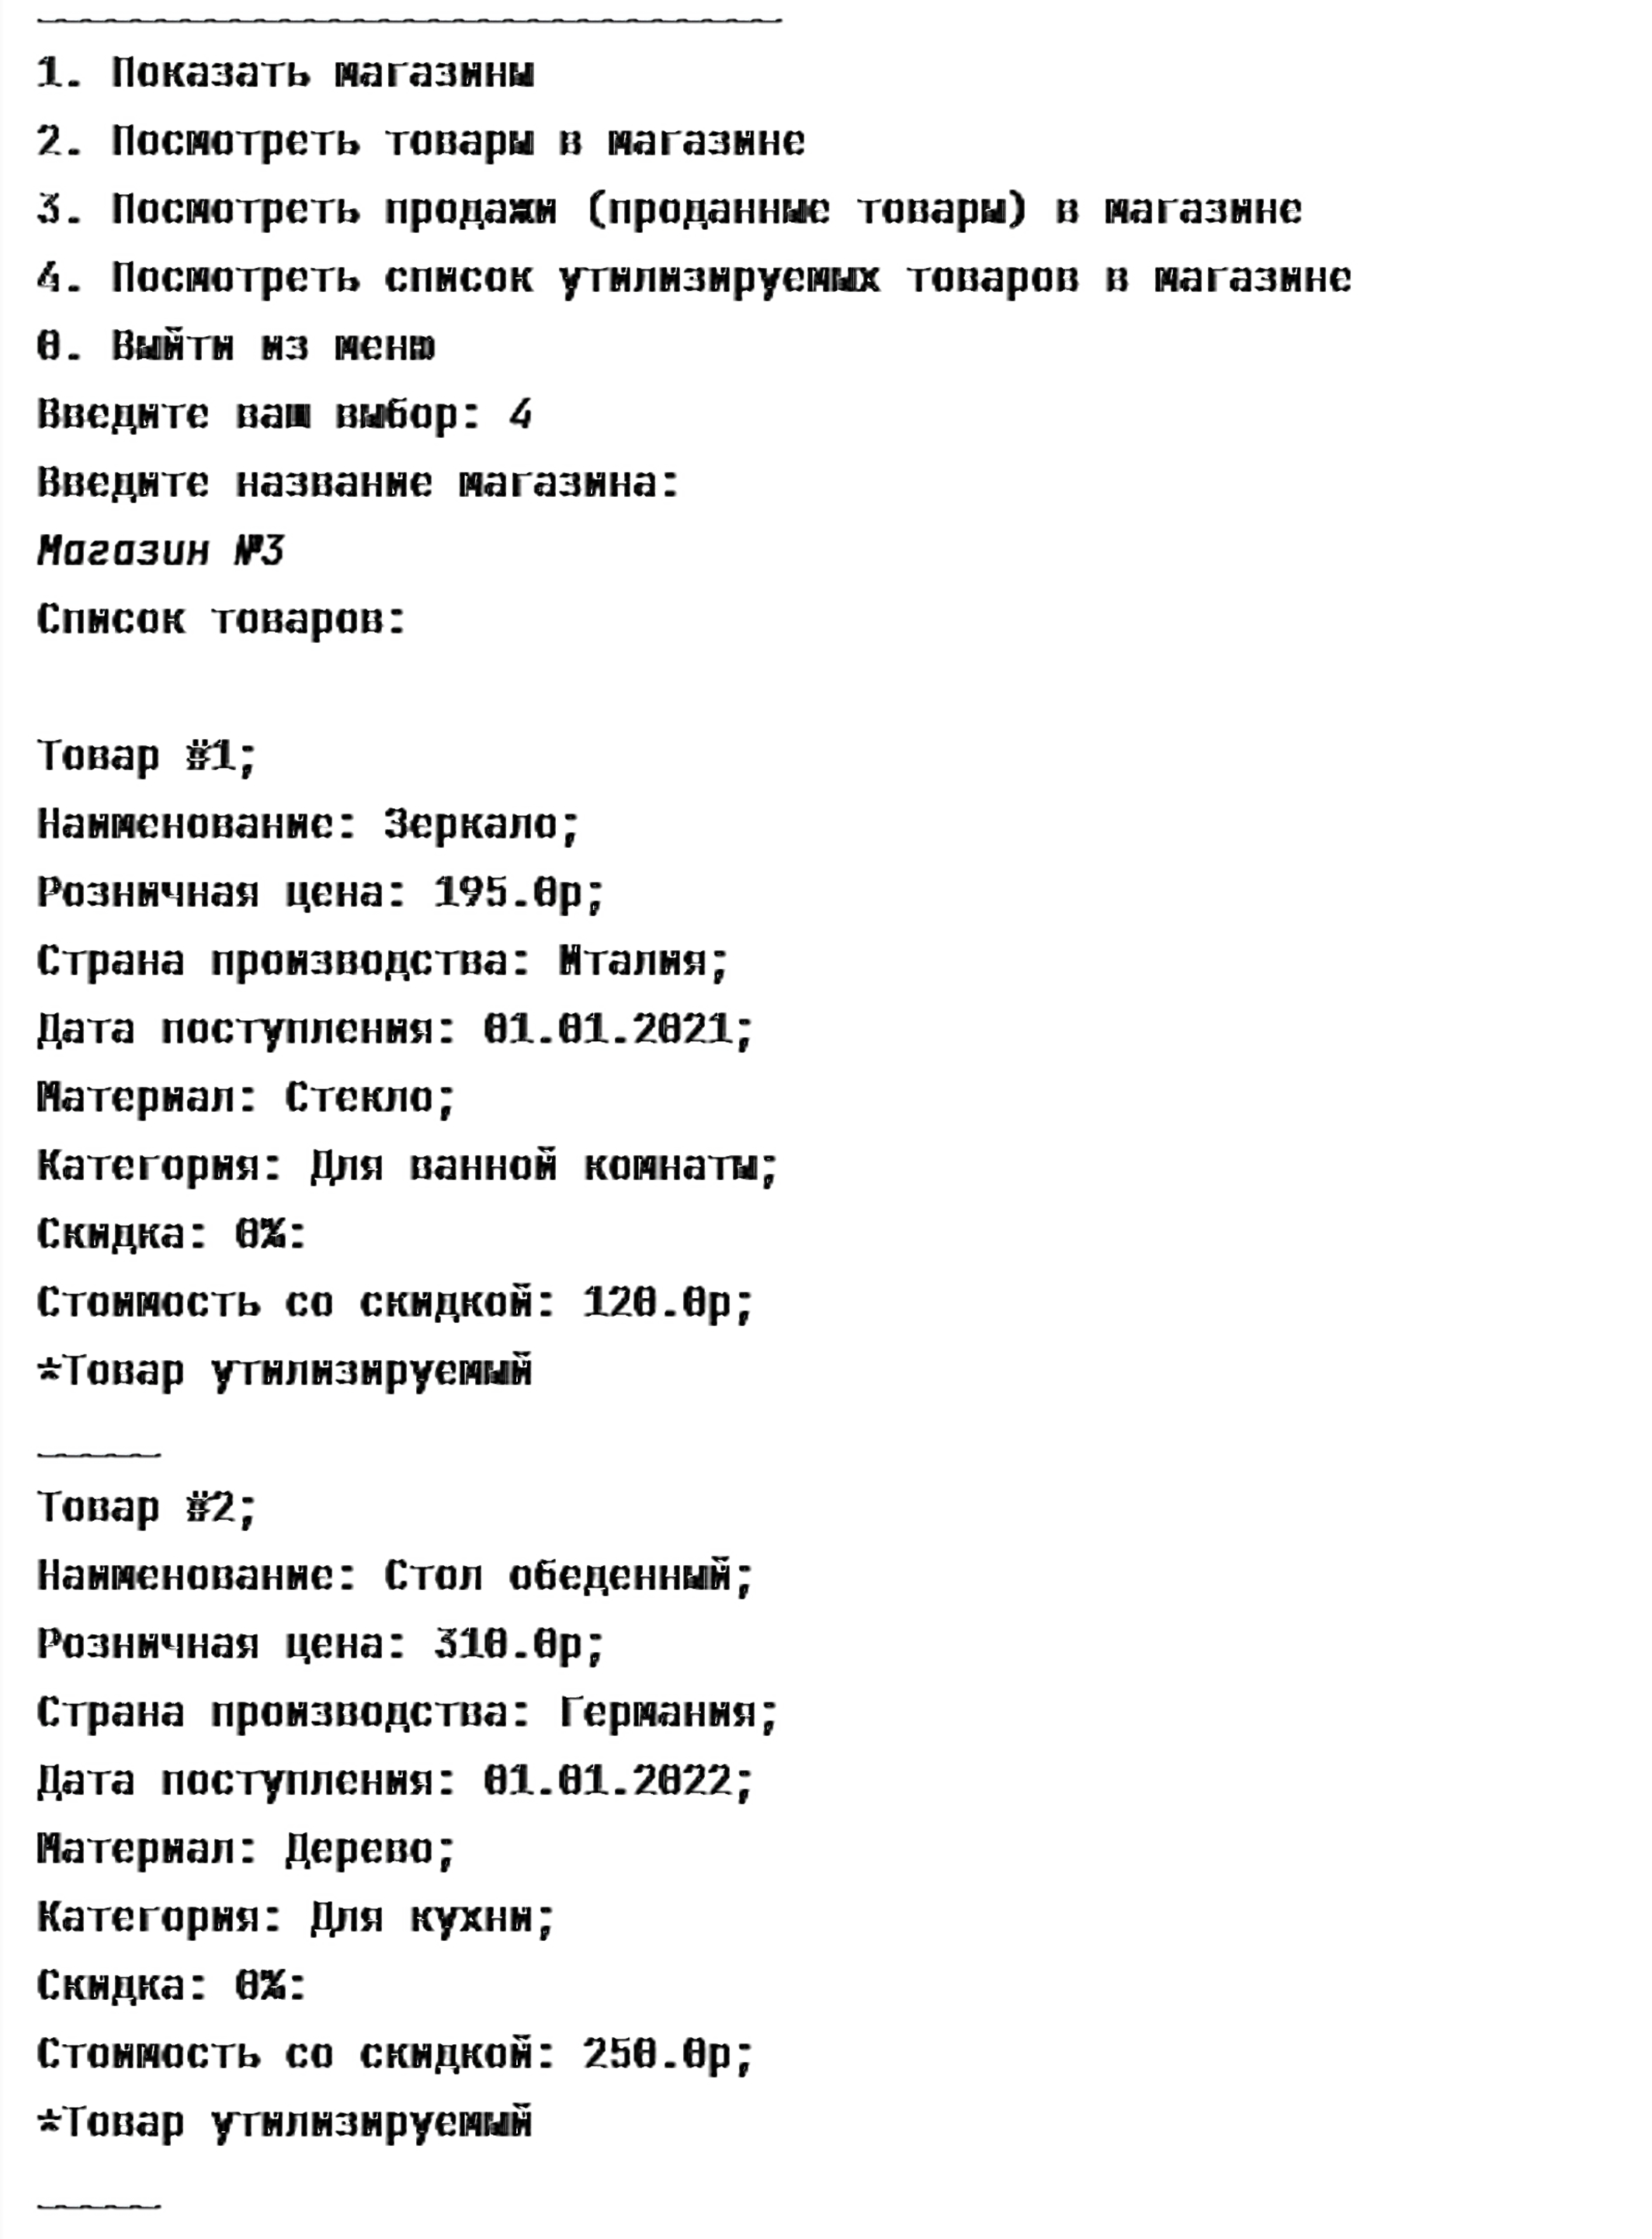 ______________________________
1. Показать магазины
2. Посмотреть товары в магазине
3. Посмотреть продажи (проданные товары) в магазине
4. Посмотреть список утилизируемых товаров в магазине
0. Выйти из меню
Введите ваш выбор: 4
Введите название магазина:
Магазин №3
Список товаров:
Товар #1;
Наименование: Зеркало;
Розничная цена: 195.0р;
Страна производства: Италия;
Дата поступления: 01.01.2021;
Материал: Стекло;
Категория: Для ванной комнаты;
Скидка: 0%:
Стоимость со скидкой: 120.0р;
*Товар утилизируемый
_____
Товар #2;
Наименование: Стол обеденный;
Розничная цена: 310.0р;
Страна производства: Германия;
Дата поступления: 01.01.2022;
Материал: Дерево;
Категория: Для кухни;
Скидка: 0%:
Стоимость со скидкой: 250.0р;
*Товар утилизируемый
_____